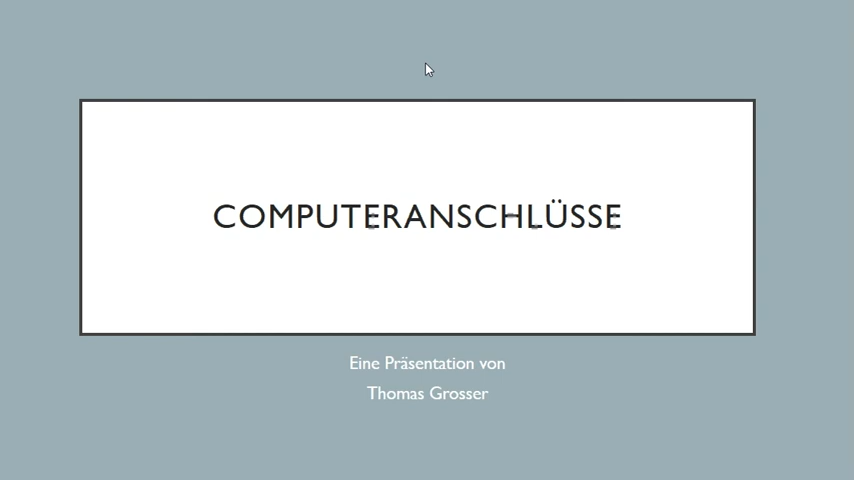 COMPUTERANSCHLÜSSE
Eine Präsentation von
Thomas Grosser